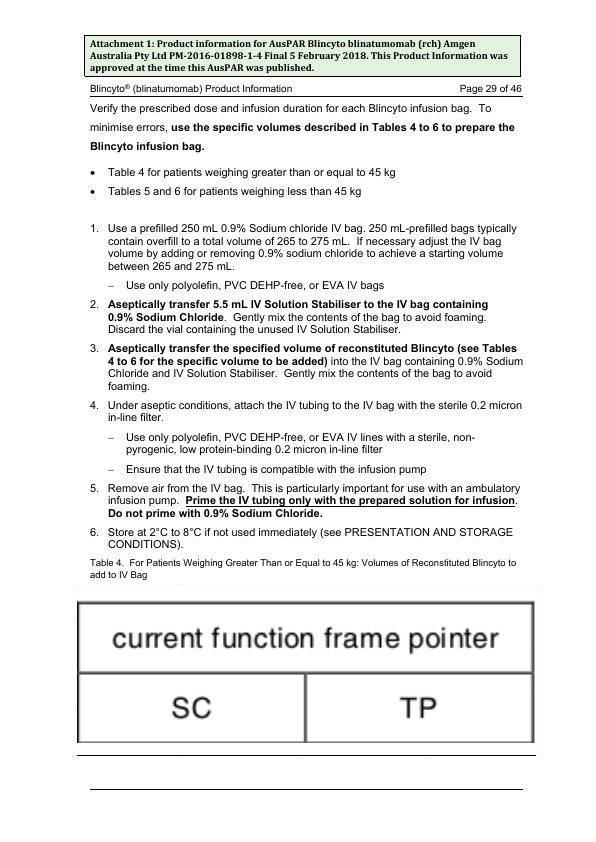 Attachment 1: Product information for AusPAR Blincyto blinatumomab (rch) Amgen
Australia Pty Ltd PM-2016-01898-1-4 Final 5 February 2018. This Product Information was
approved at the time this AusPAR was published.
Blincyto® (blinatumomab) Product Information Page 29 of 46
Verify the prescribed dose and infusion duration for each Blincyto infusion bag. To
minimise errors, use the specific volumes described in Tables 4 to 6 to prepare the
Blincyto infusion bag.
• Table 4 for patients weighing greater than or equal to 45 kg
• Tables 5 and 6 for patients weighing less than 45 kg
1. Use a prefilled 250 mL 0.9% Sodium chloride IV bag. 250 mL-prefilled bags typically
contain overfill to a total volume of 265 to 275 mL. If necessary adjust the IV bag
volume by adding or removing 0.9% sodium chloride to achieve a starting volume
between 265 and 275 mL.
– Use only polyolefin, PVC DEHP-free, or EVA IV bags
2. Aseptically transfer 5.5 mL IV Solution Stabiliser to the IV bag containing
0.9% Sodium Chloride. Gently mix the contents of the bag to avoid foaming.
Discard the vial containing the unused IV Solution Stabiliser.
3. Aseptically transfer the specified volume of reconstituted Blincyto (see Tables
4 to 6 for the specific volume to be added) into the IV bag containing 0.9% Sodium
Chloride and IV Solution Stabiliser. Gently mix the contents of the bag to avoid
foaming.
4. Under aseptic conditions, attach the IV tubing to the IV bag with the sterile 0.2 micron
in-line filter.
– Use only polyolefin, PVC DEHP-free, or EVA IV lines with a sterile, non-
pyrogenic, low protein-binding 0.2 micron in-line filter
– Ensure that the IV tubing is compatible with the infusion pump
5. Remove air from the IV bag. This is particularly important for use with an ambulatory
infusion pump. Prime the IV tubing only with the prepared solution for infusion.
Do not prime with 0.9% Sodium Chloride.
6. Store at 2°C to 8°C if not used immediately (see PRESENTATION AND STORAGE
CONDITIONS).
Table 4. For Patients Weighing Greater Than or Equal to 45 kg: Volumes of Reconstituted Blincyto to
add to IV Bag
current function frame pointer
SC TP